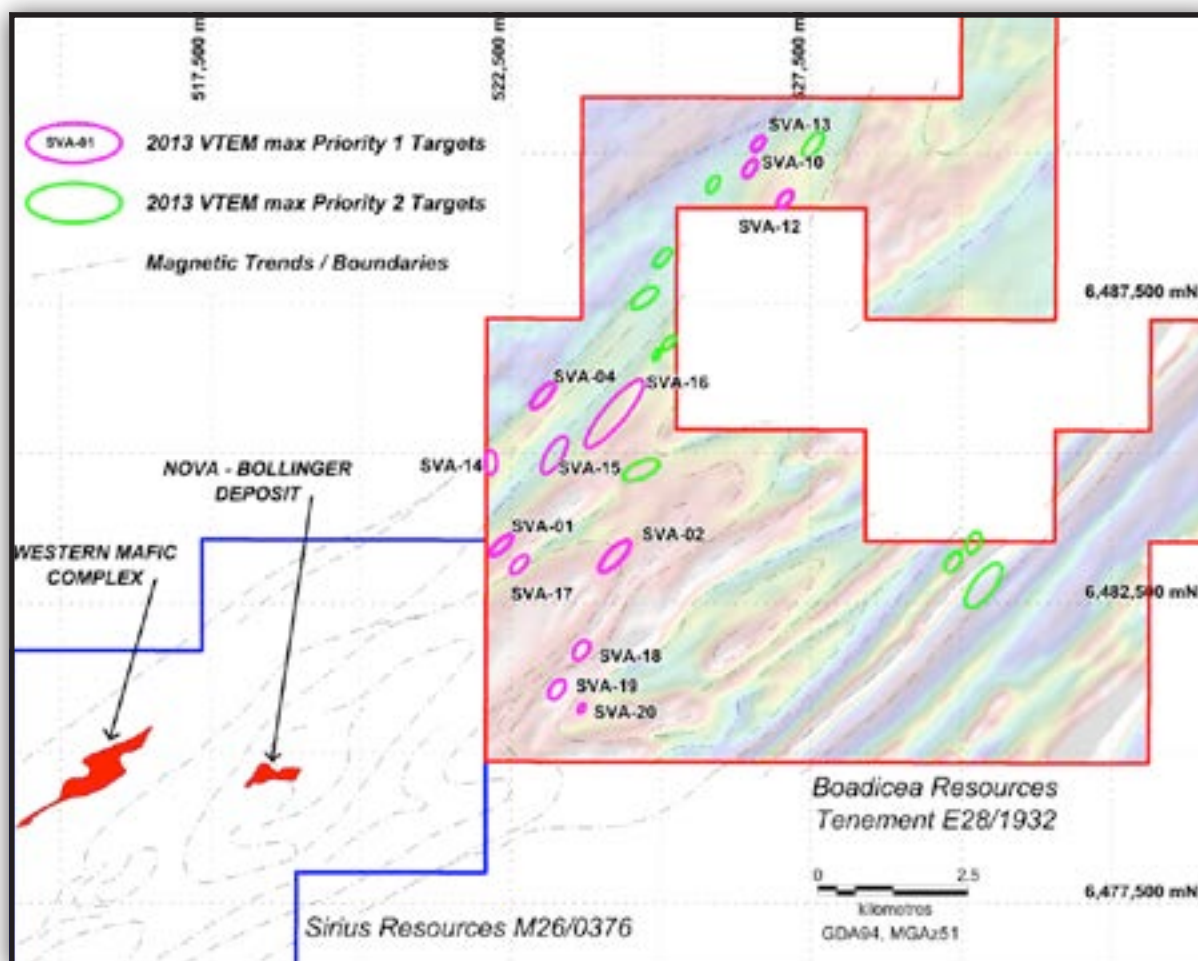 517,500 m
522,500 m
527,500 m
SVA-01
2013 VTEM max Priority 1 Targets
2013 VTEM max Priority 2 Targets
Magnetic Trends / Boundaries
SVA-13
SVA-10
SVA-12
6,487,500 mN
SVA-04
SVA-16
SVA-14
SVA-15
NOVA - BOLLINGER
DEPOSIT
SVA-01
SVA-02
WESTERN MAFIC
COMPLEX
SVA-17
6,482,500 mN
SVA-18
SVA-19
SVA-20
Boadicea Resources
Tenement E28/1932
0 2.5
kilometres
GDA94, MGAz51
6,477,500 mN
Sirius Resources M26/0376